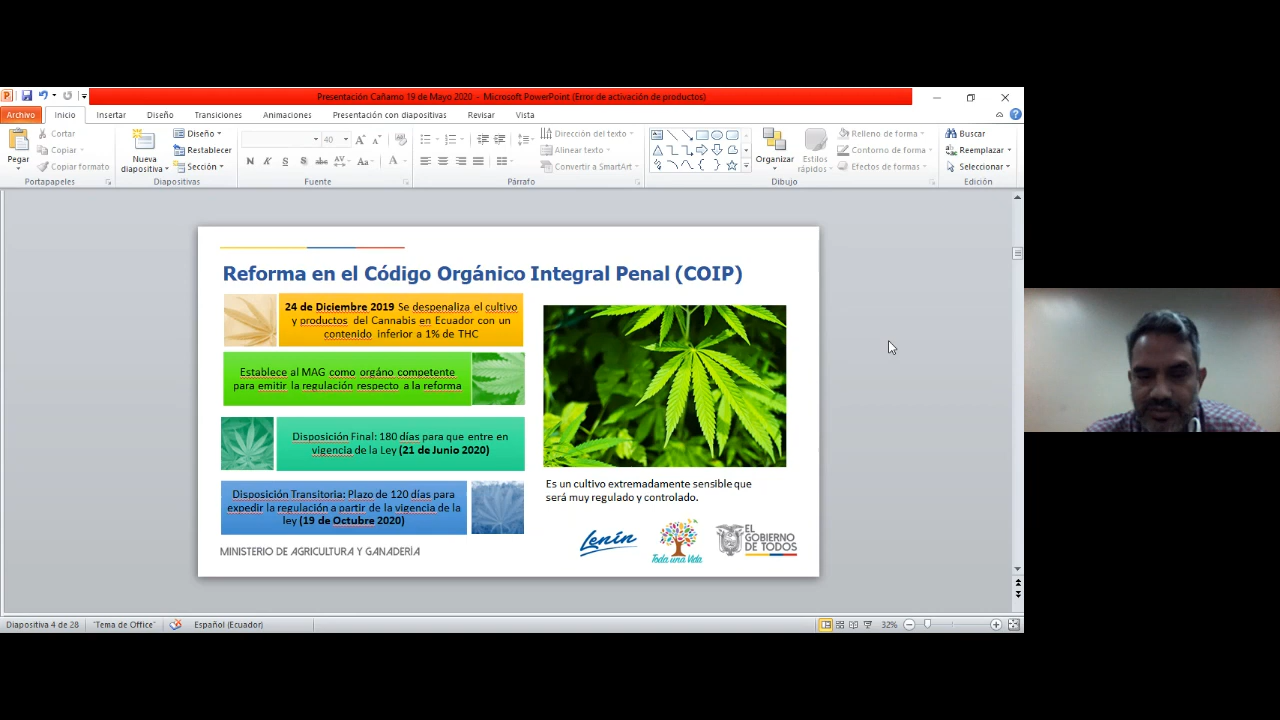 Presentación Cañamo 19 de Mayo 2020 - Microsoft PowerPoint (Error de activación de productos)
Archivo Inicio Insertar Diseño Transiciones Animaciones Presentación con diapositivas Revisar Vista
Pegar
Cortar
Copiar
Copiar formato
Portapapeles
Nueva
diapositiva
Diseño
Restablecer
Sección
Diapositivas
40
N K S S abc AV Aa A
Fuente
Párrafo
Dirección del texto
Alinear texto
Convertir a SmartArt
Organizar
Estilos
rápidos
Relleno de forma
Contorno de forma
Efectos de formas
Dibujo
Buscar
Reemplazar
Seleccionar
Edición
Reforma en el Código Orgánico Integral Penal (COIP)
24 de Diciembre 2019 Se despenaliza el cultivo
y productos del Cannabis en Ecuador con un
contenido inferior a 1% de THC
Establece al MAG como orgáno competente
para emitir la regulación respecto a la reforma
Disposición Final: 180 días para que entre en
vigencia de la Ley (21 de Junio 2020)
Disposición Transitoria: Plazo de 120 días para
expedir la regulación a partir de la vigencia de la
ley (19 de Octubre 2020)
Es un cultivo extremadamente sensible que
será muy regulado y controlado.
MINISTERIO DE AGRICULTURA Y GANADERÍA
Lenín
Toda una Vida
EL
GOBIERNO
DE TODOS
Diapositiva 4 de 28 "Tema de Office" Español (Ecuador) 32%